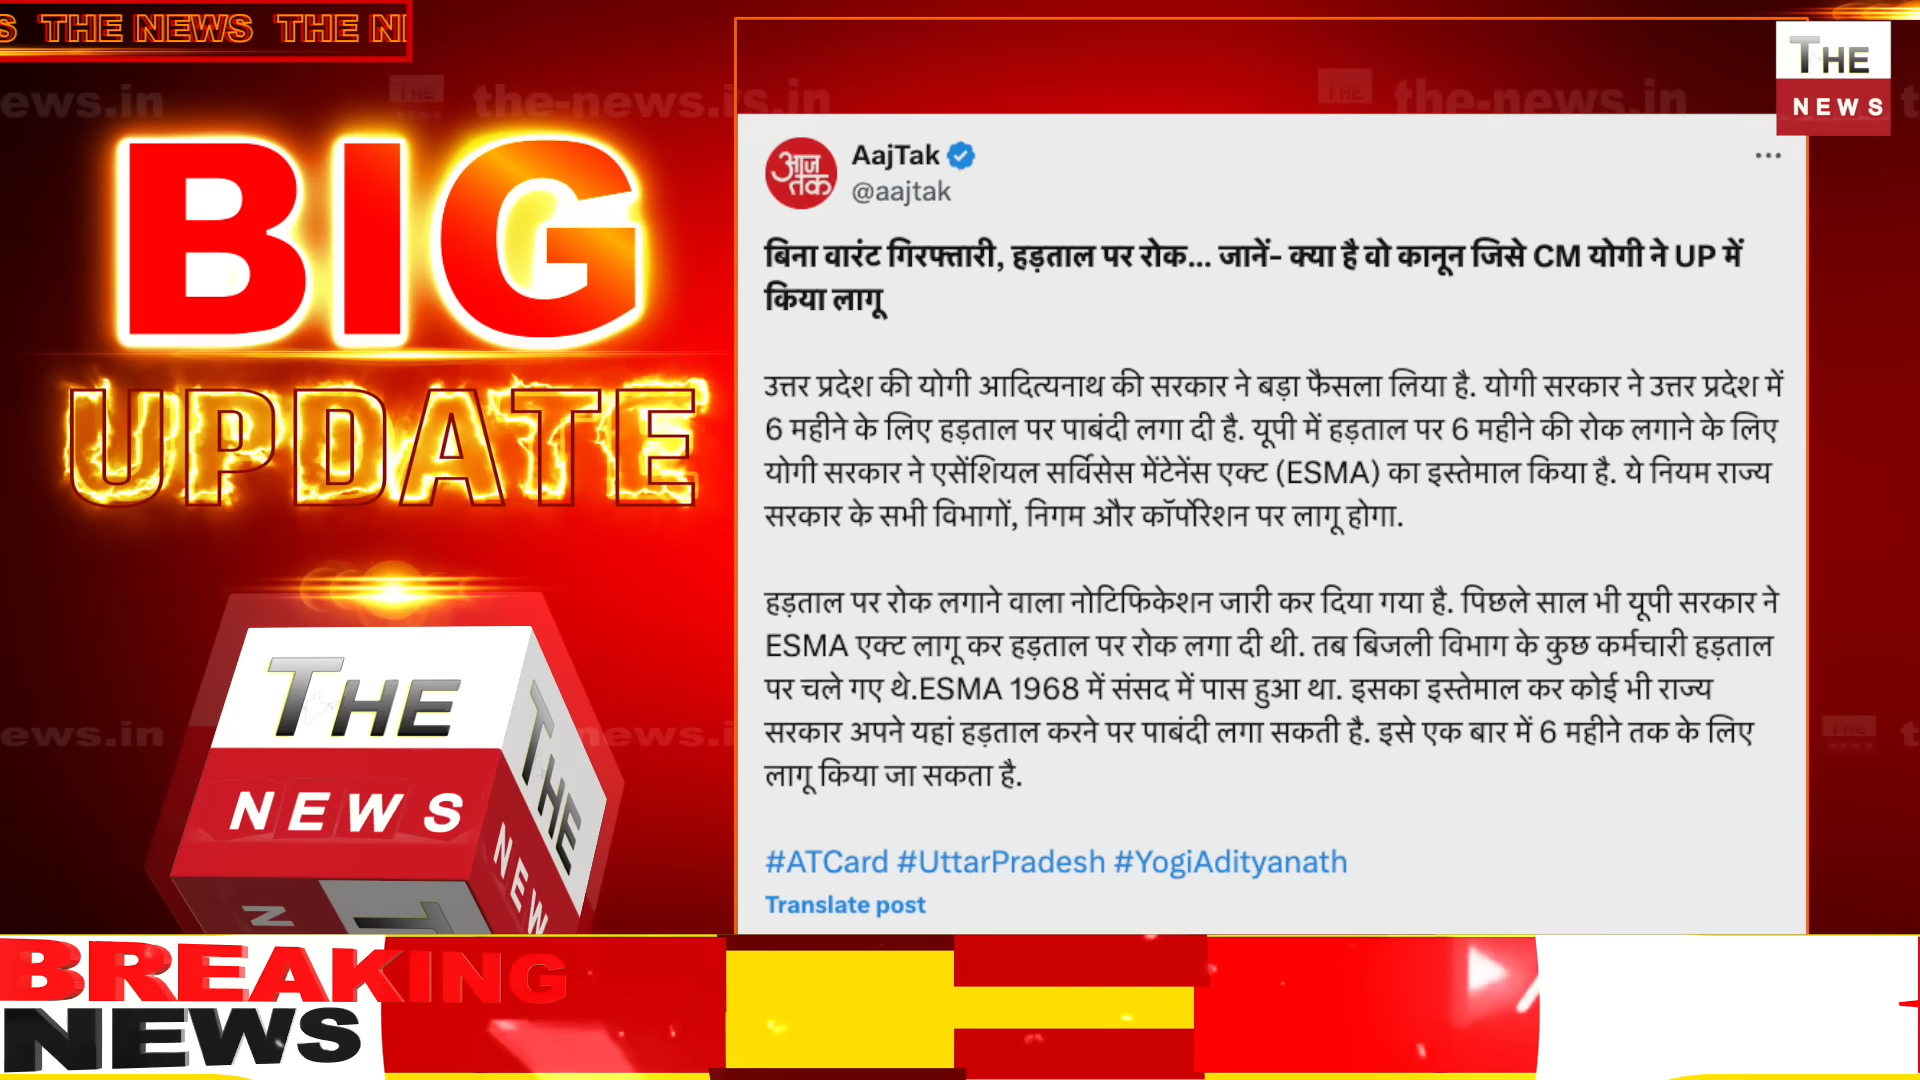 THE NEWS THE N
the-news.in
BIG
UPDATE
THE
NEWS
THE
NEWS
BREAKING
NEWS
THE
NEWS
AajTak
@aajtak
बिना वारंट गिरफ्तारी, हड़ताल पर रोक... जानें- क्या है वो कानून जिसे CM योगी ने UP में
किया लागू
उत्तर प्रदेश की योगी आदित्यनाथ की सरकार ने बड़ा फैसला लिया है. योगी सरकार ने उत्तर प्रदेश में
6 महीने के लिए हड़ताल पर पाबंदी लगा दी है. यूपी में हड़ताल पर 6 महीने की रोक लगाने के लिए
योगी सरकार ने एसेंशियल सर्विसेस मेंटेनेंस एक्ट (ESMA) का इस्तेमाल किया है. ये नियम राज्य
सरकार के सभी विभागों, निगम और कॉर्पोरेशन पर लागू होगा.
हड़ताल पर रोक लगाने वाला नोटिफिकेशन जारी कर दिया गया है. पिछले साल भी यूपी सरकार ने
ESMA एक्ट लागू कर हड़ताल पर रोक लगा दी थी. तब बिजली विभाग के कुछ कर्मचारी हड़ताल
पर चले गए थे.ESMA 1968 में संसद में पास हुआ था. इसका इस्तेमाल कर कोई भी राज्य
सरकार अपने यहां हड़ताल करने पर पाबंदी लगा सकती है. इसे एक बार में 6 महीने तक के लिए
लागू किया जा सकता है.
#ATCard #UttarPradesh #YogiAdityanath
Translate post